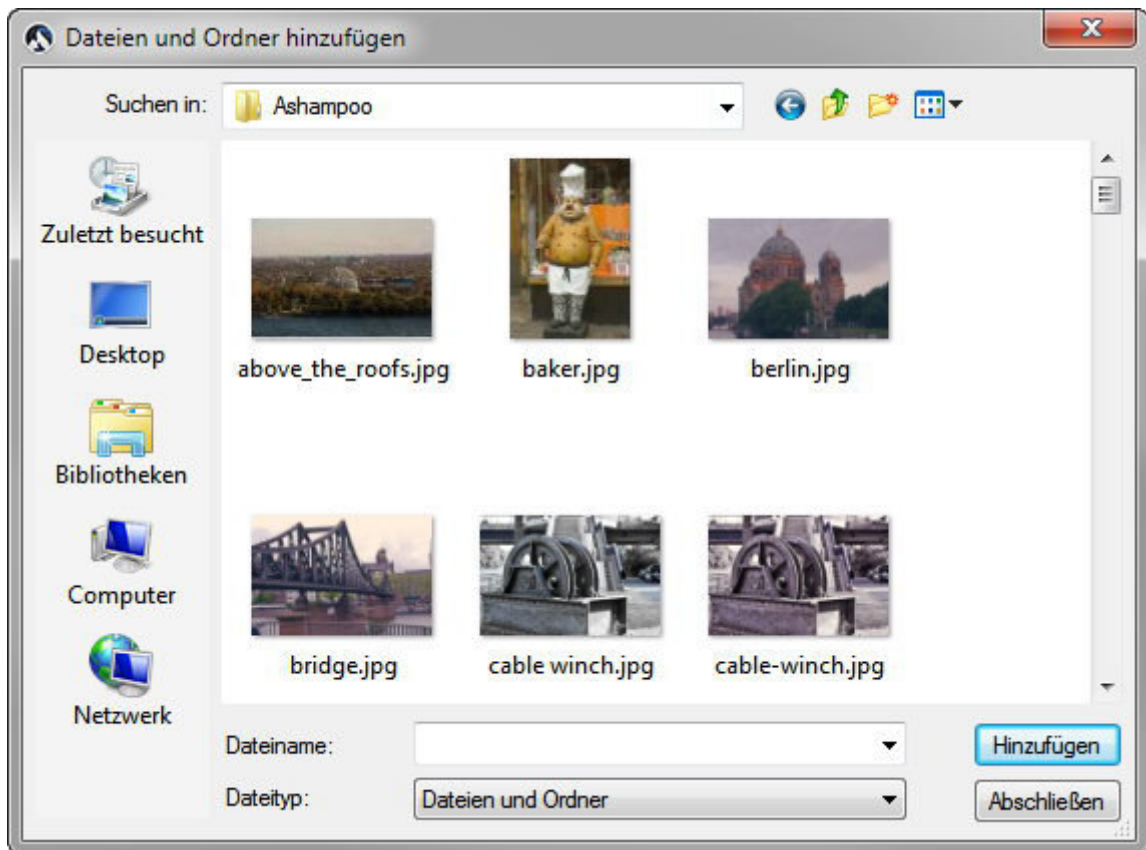 Dateien und Ordner hinzufügen
Suchen in:
Ashampoo
Zuletzt besucht
Desktop
Bibliotheken
Computer
Netzwerk
above_the_roofs.jpg
baker.jpg
berlin.jpg
bridge.jpg
cable winch.jpg
cable-winch.jpg
Dateiname:
Hinzufügen
Dateityp:
Dateien und Ordner
Abschließen